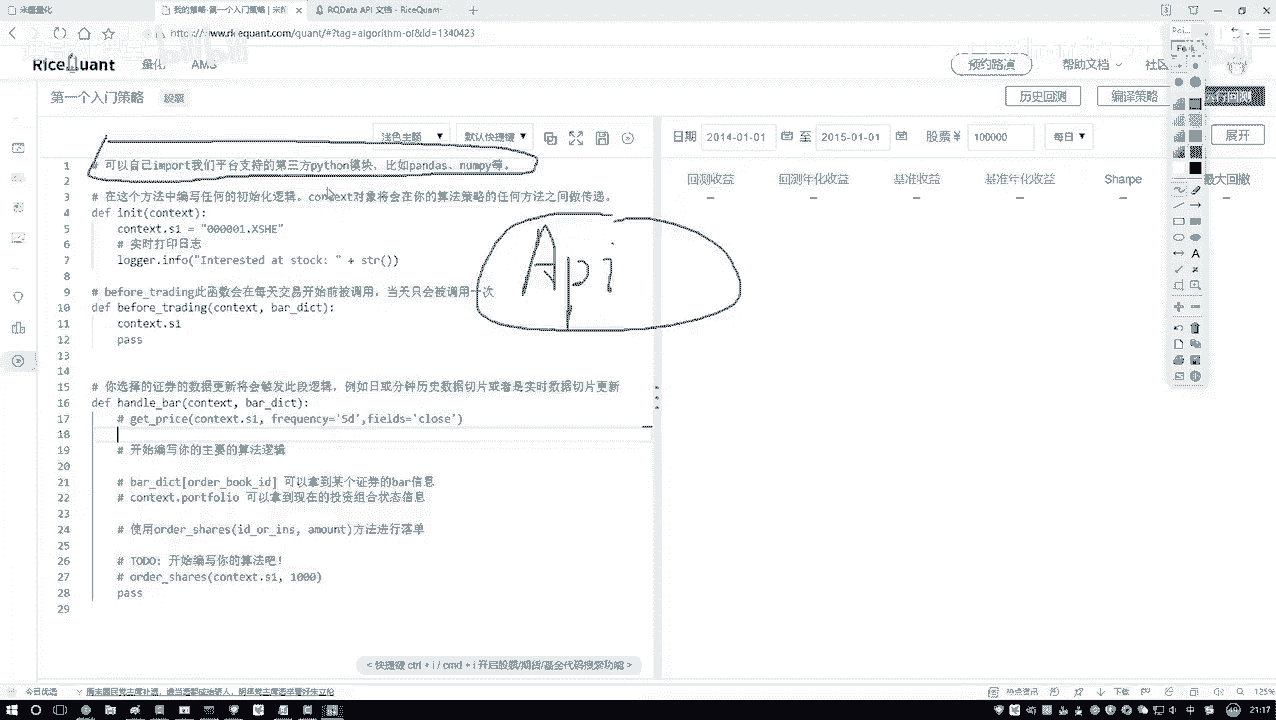 永疆量化
我的策略-第一个入门策略 | 米筐
RQData API 文档 - RiceQuant
https://www.ricequant.com/quant/#?tag=algorithm-of&id=1340423
RiceQuant
量化
AMS
预约路演
帮助文档
社区
第一个入门策略
股票
历史回测
编译策略
运行回测
浅色主题
默认快捷键
日期 2014-01-01 至 2015-01-01 股票 ¥ 100000 每日
展开
回测收益 回测年化收益 基准收益 基准年化收益 Sharpe 最大回撤
1 # 可以自己import我们平台支持的第三方python模块，比如pandas、numpy等。
2
3 # 在这个方法中编写任何的初始化逻辑。context对象将会在你的算法策略的任何方法之间做传递。
4 def init(context):
5 context.s1 = "000001.XSHE"
6 # 实时打印日志
7 logger.info("Interested at stock: " + str())
8
9 # before_trading此函数会在每天交易开始前被调用，当天只会被调用一次
10 def before_trading(context, bar_dict):
11 context.s1
12 pass
13
14
15 # 你选择的证券的数据更新将会触发此段逻辑，例如日或分钟历史数据切片或者是实时数据切片更新
16 def handle_bar(context, bar_dict):
17 # get_price(context.s1, frequency='5d',fields='close')
18
19 # 开始编写你的主要的算法逻辑
20
21 # bar_dict[order_book_id] 可以拿到某个证券的bar信息
22 # context.portfolio 可以拿到现在的投资组合状态信息
23
24 # 使用order_shares(id_or_ins, amount)方法进行落单
25
26 # TODO: 开始编写你的算法吧！
27 # order_shares(context.s1, 1000)
28 pass
29
Api
< 快捷键 ctrl + i / cmd + i 开启股票/期货/基金代码搜索功能 >
今日优选
热点资讯
下载
125%
中
21:17